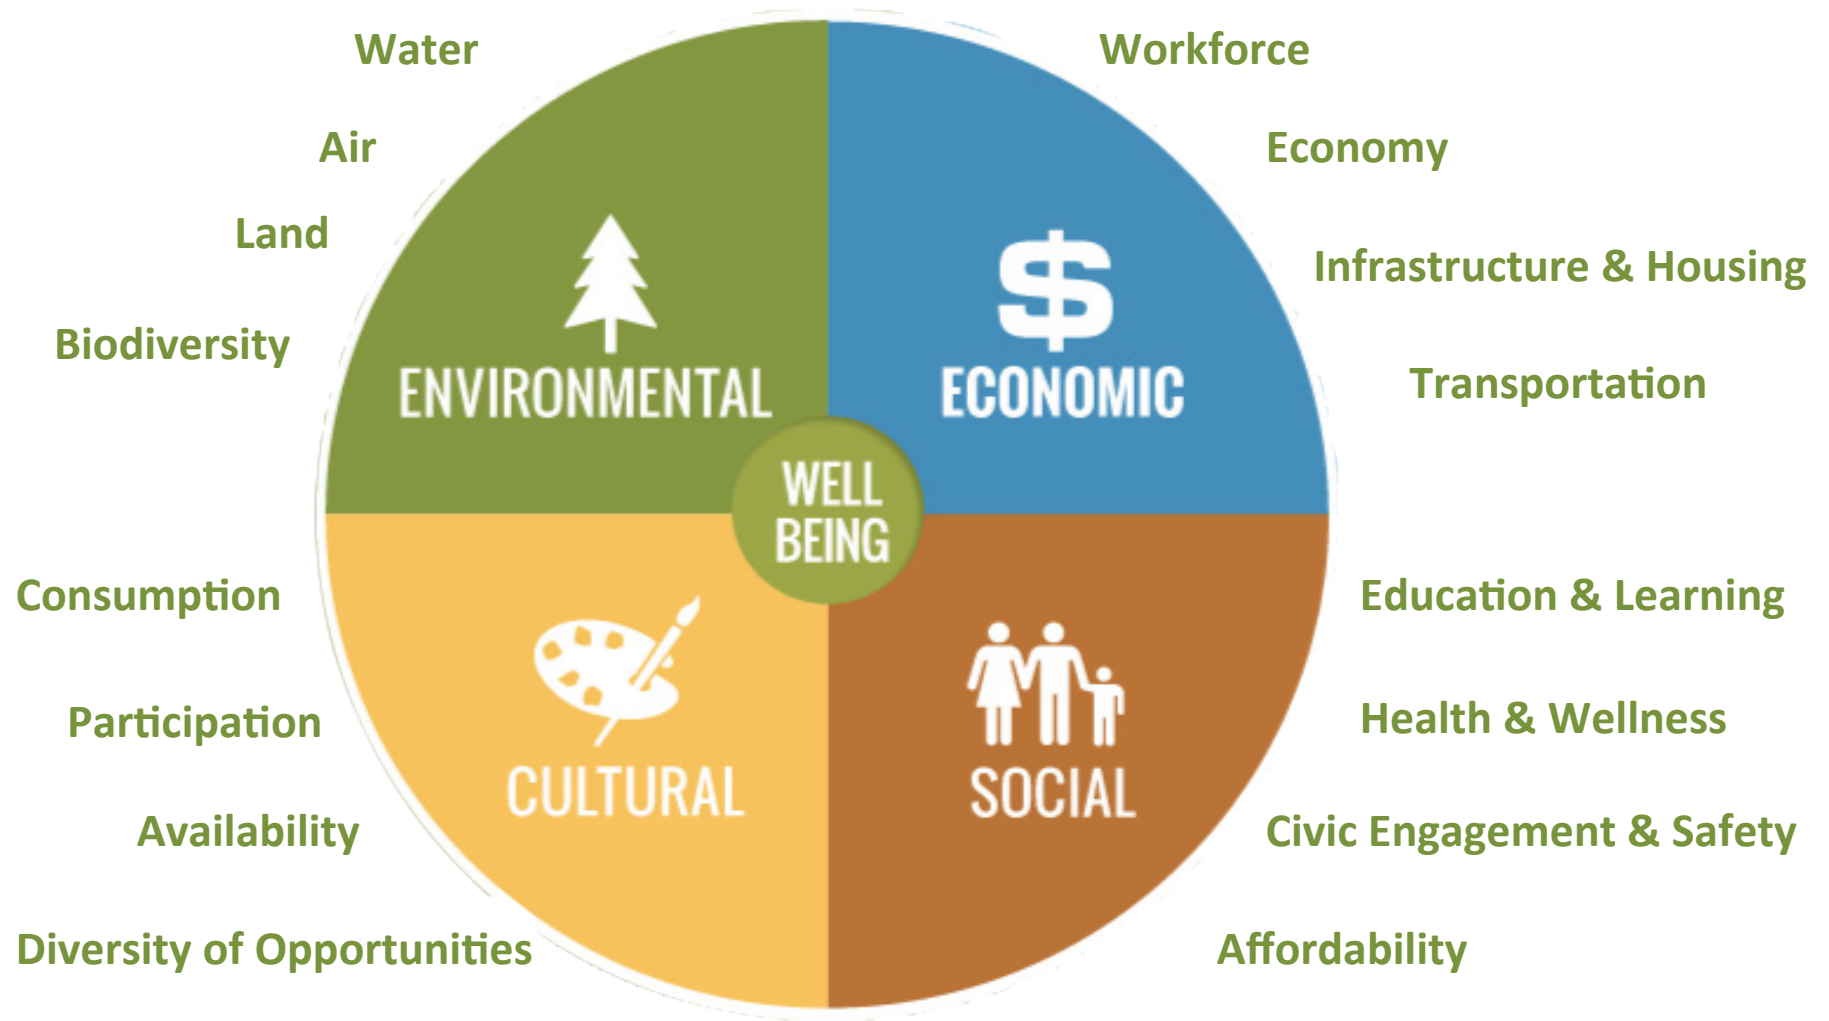 Water
Air
Land
Biodiversity
ENVIRONMENTAL
Workforce
Economy
Infrastructure & Housing
Transportation
ECONOMIC
WELL
BEING
Consumption
Participation
Availability
Diversity of Opportunities
CULTURAL
Education & Learning
Health & Wellness
Civic Engagement & Safety
Affordability
SOCIAL